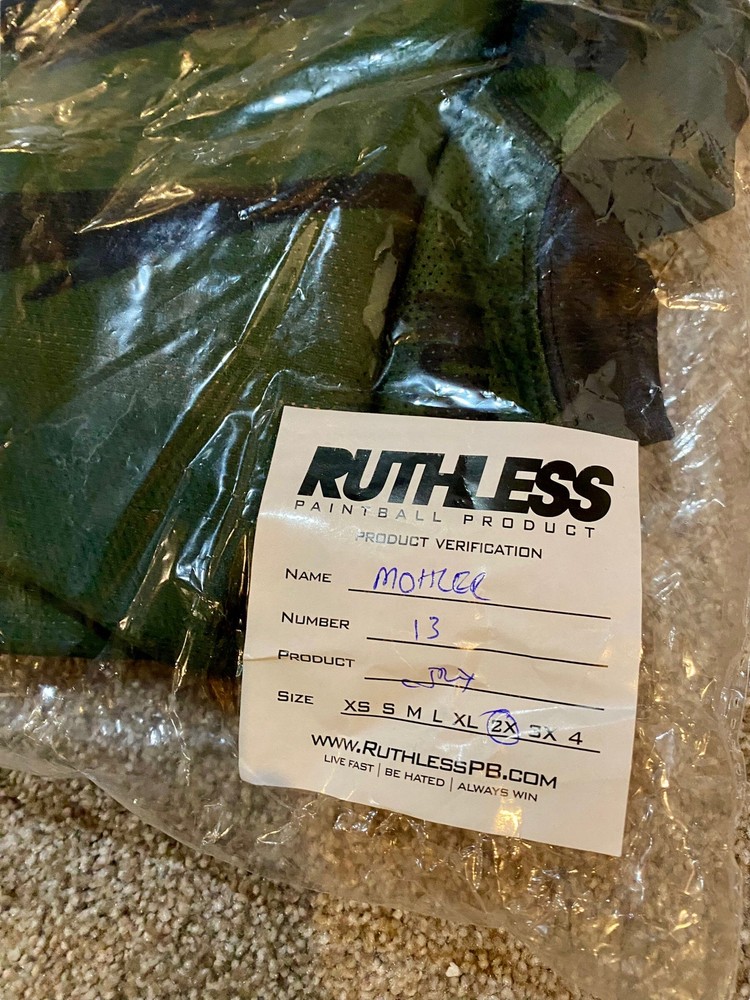 RUTHLESS
PAINTBALL PRODUCT
PRODUCT VERIFICATION
NAME MOHLER
NUMBER 13
PRODUCT
SIZE XS S M L XL 2X 3X 4
WWW.RUTHLESSPB.COM
LIVE FAST | BE HATED | ALWAYS WIN